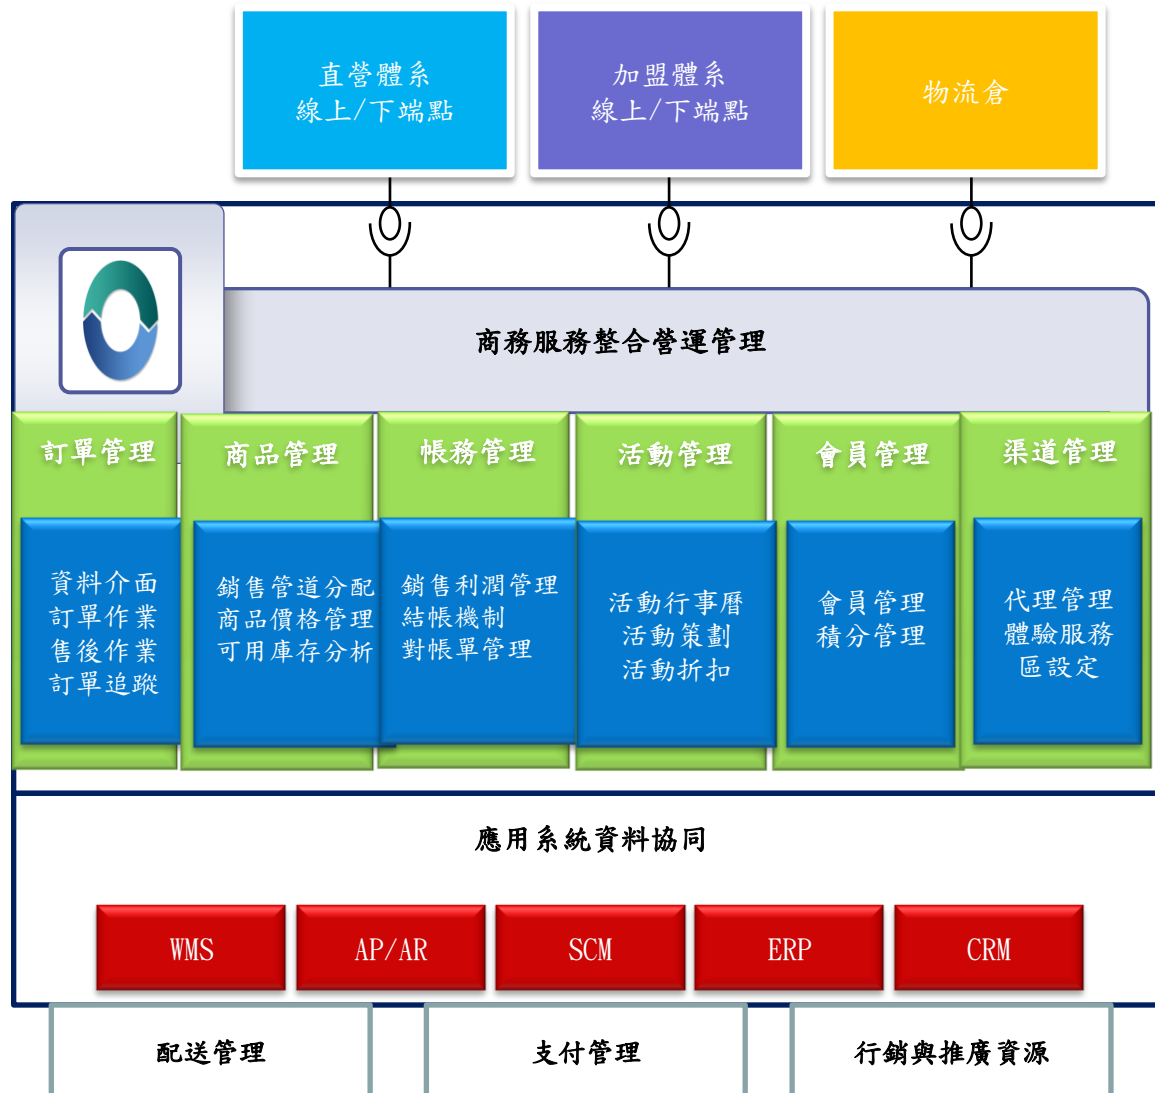 直營體系
線上/下端點
加盟體系
線上/下端點
物流倉
商務服務整合營運管理
訂單管理
資料介面
訂單作業
售後作業
訂單追蹤
商品管理
銷售管道分配
商品價格管理
可用庫存分析
帳務管理
銷售利潤管理
結帳機制
對帳單管理
活動管理
活動行事曆
活動策劃
活動折扣
會員管理
會員管理
積分管理
渠道管理
代理管理
體驗服務
區設定
應用系統資料協同
WMS
AP/AR
SCM
ERP
CRM
配送管理
支付管理
行銷與推廣資源